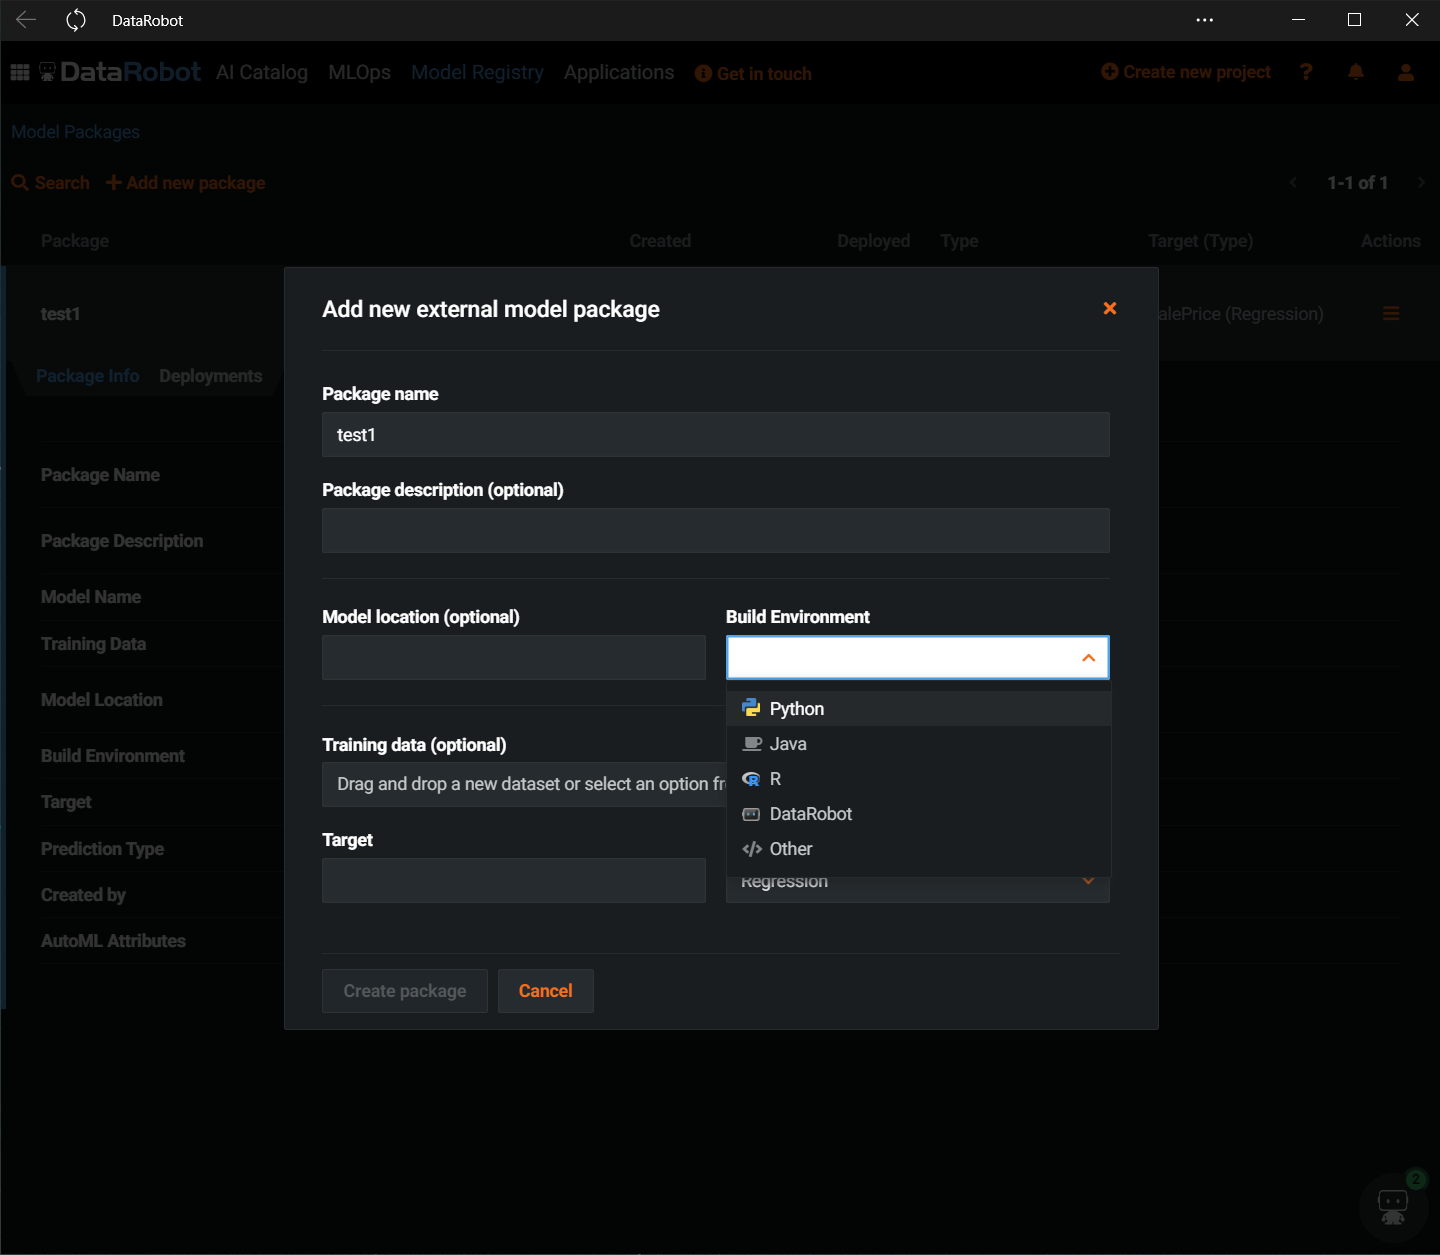 DataRobot
DataRobot AI Catalog MLOps Model Registry Applications Get in touch Create new project ?
Model Packages
Search Add new package 1-1 of 1
Package Created Deployed Type Target (Type) Actions
test1 alePrice (Regression)
Package Info Deployments
Package Name
Package Description
Model Name
Training Data
Model Location
Build Environment
Target
Prediction Type
Created by
AutoML Attributes
Add new external model package
Package name
test1
Package description (optional)
Model location (optional) Build Environment
Python
Java
R
DataRobot
Other
Training data (optional)
Drag and drop a new dataset or select an option fr
Target
Regression
Create package Cancel
2